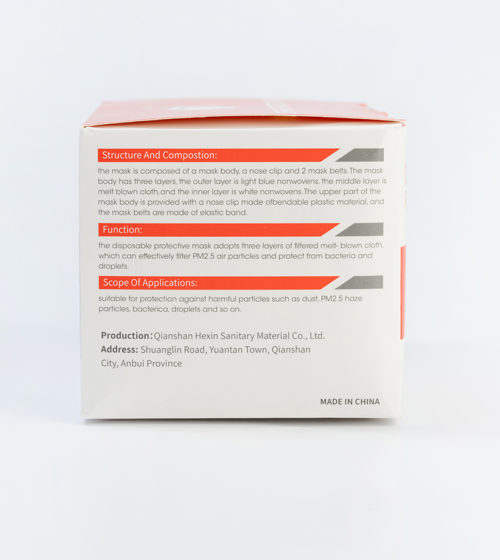 Structure And Compostion:
the mask is composed of a mask body, a nose clip and 2 mask belts. The mask
body has three layers, the outer layer is light blue nonwovens, the middle layer is
melt blown cloth,and the inner layer is white nonwovens.The upper part of the
mask body is provided with a nose clip made ofbendable plastic material, and
the mask belts are made of elastic band.
Function:
the disposable protective mask adopts three layers of filtered melt- blown cloth,
which can effectively filter PM2.5 air particles and protect from bacteria and
droplets.
Scope Of Applications:
suitable for protection against harmful particles such as dust, PM2.5 haze
particles, bacterica, droplets and so on.
Production:Qianshan Hexin Sanitary Material Co., Ltd.
Address: Shuanglin Road, Yuantan Town, Qianshan
City, Anbui Province
MADE IN CHINA